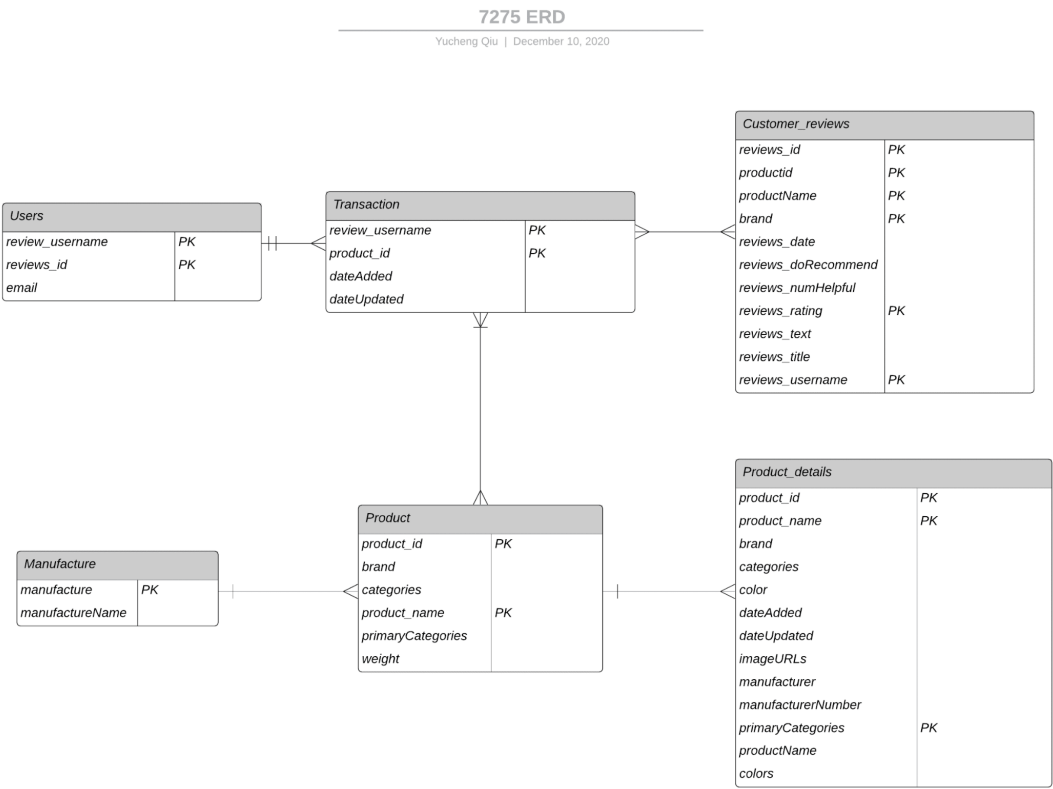 7275 ERD
Yucheng Qiu | December 10, 2020
Customer_reviews
reviews_id PK
productid PK
productName PK
brand PK
reviews_date
reviews_doRecommend
reviews_numHelpful
reviews_rating PK
reviews_text
reviews_title
reviews_username PK
Users
review_username PK
reviews_id PK
email
Transaction
review_username PK
product_id PK
dateAdded
dateUpdated
Product_details
product_id PK
product_name PK
brand
categories
color
dateAdded
dateUpdated
imageURLs
manufacturer
manufacturerNumber
primaryCategories PK
productName
colors
Product
product_id PK
brand
categories
product_name PK
primaryCategories
weight
Manufacture
manufacture PK
manufactureName